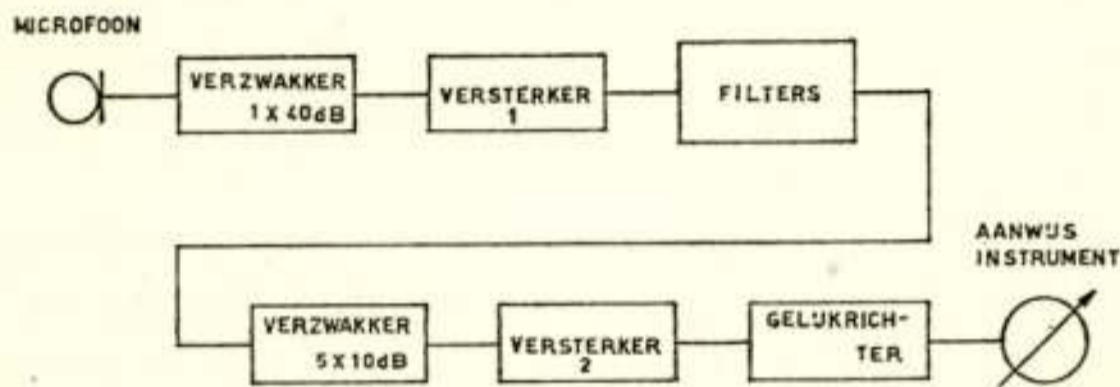 MICROFOON
VERZWAKKER
1 X 40dB
VERSTERKER
1
FILTERS
AANWIJS
INSTRUMENT
VERZWAKKER
5 X 10dB
VERSTERKER
2
GELIJKRICH-
TER